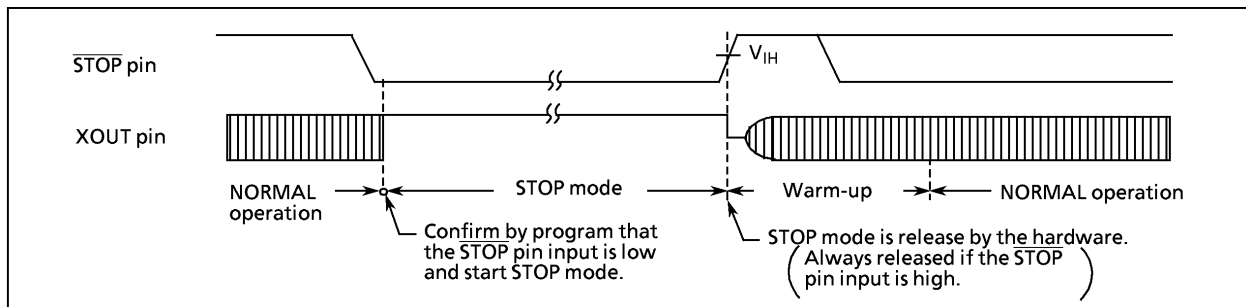 STOP pin
VIH
XOUT pin
NORMAL
operation
STOP mode
Warm-up
NORMAL operation
Confirm by program that
the STOP pin input is low
and start STOP mode.
STOP mode is release by the hardware.
(Always released if the STOP
pin input is high.)